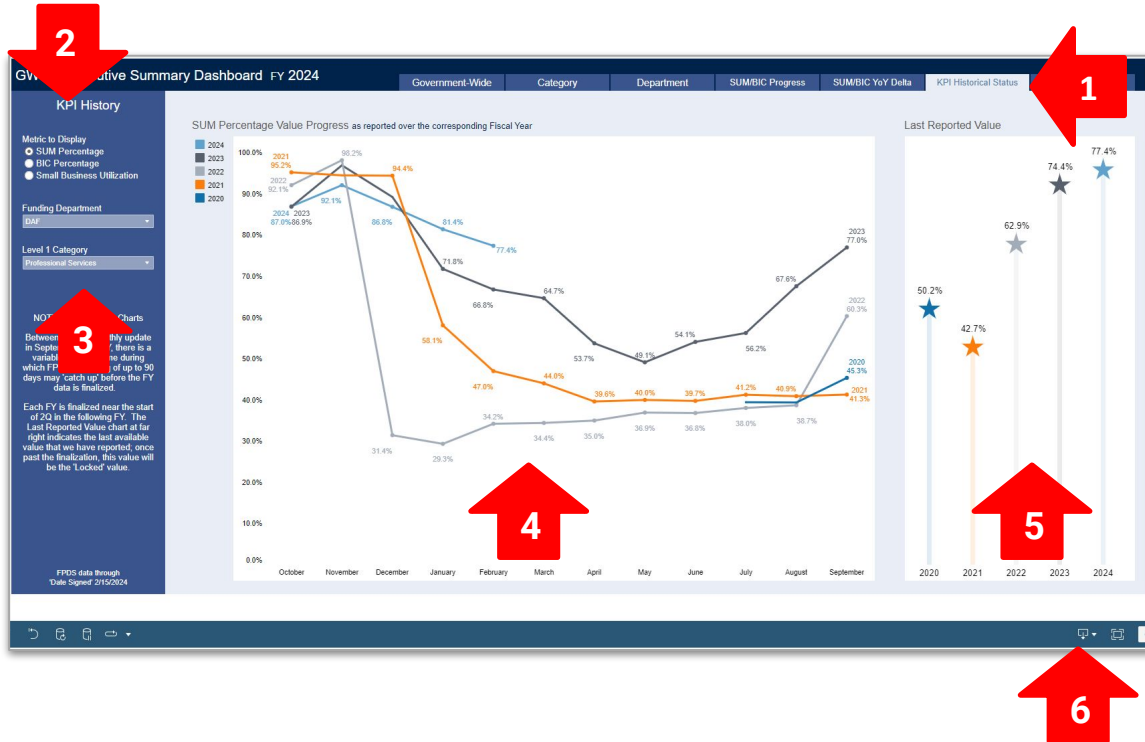 2
1
GW
utive Summary Dashboard FY 2024
Government-Wide
Category
Department
SUM/BIC Progress
SUM/BIC YoY Delta
KPI Historical Status
KPI History
Metric to Display
SUM Percentage
BIC Percentage
Small Business Utilization
Funding Department
DAF
Level 1 Category
Professional Services
3
NOT Charts
Between thly update
in Septe , there is a
variabl me during
which FP g of up to 90
days may 'catch up' before the FY
data is finalized.
Each FY is finalized near the start
of 2Q in the following FY. The
Last Reported Value chart at far
right indicates the last available
value that we have reported; once
past the finalization, this value will
be the 'Locked' value.
FPDS data through
'Date Signed' 2/15/2024
SUM Percentage Value Progress as reported over the corresponding Fiscal Year
2024
2023
2022
2021
2020
100.0%
90.0%
80.0%
70.0%
60.0%
50.0%
40.0%
30.0%
20.0%
10.0%
0.0%
2021
95.2%
2022
92.1%
2024 2023
87.0% 86.9%
98.2%
92.1%
94.4%
86.8%
81.4%
77.4%
71.8%
66.8%
64.7%
58.1%
53.7%
49.1%
54.1%
56.2%
67.6%
2023
77.0%
47.0%
44.0%
39.6%
40.0%
39.7%
41.2%
40.9%
2021
41.3%
31.4%
29.3%
34.2%
34.4%
35.0%
36.9%
36.8%
38.0%
38.7%
2022
60.3%
2020
45.3%
4
October November December January February March April May June July August September
Last Reported Value
50.2%
42.7%
62.9%
74.4%
77.4%
5
2020 2021 2022 2023 2024
6